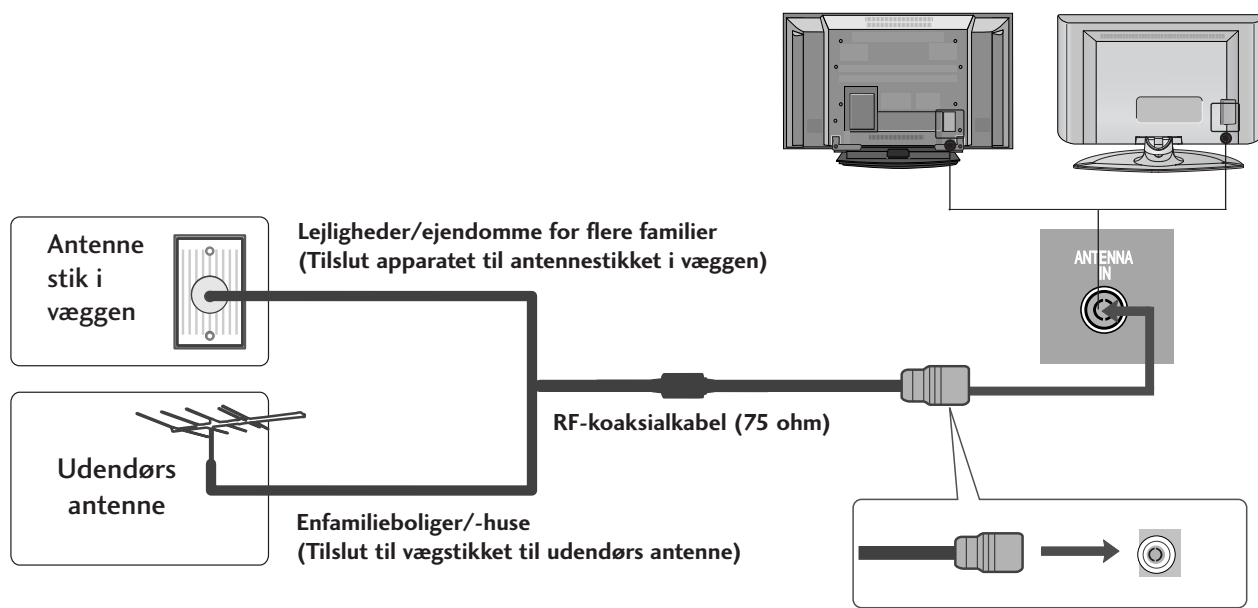 Antenne
stik i
væggen
Lejligheder/ejendomme for flere familier
(Tilslut apparatet til antennestikket i væggen)
ANTENNA
IN
RF-koaksialkabel (75 ohm)
Udendørs
antenne
Enfamilieboliger/-huse
(Tilslut til vægstikket til udendørs antenne)